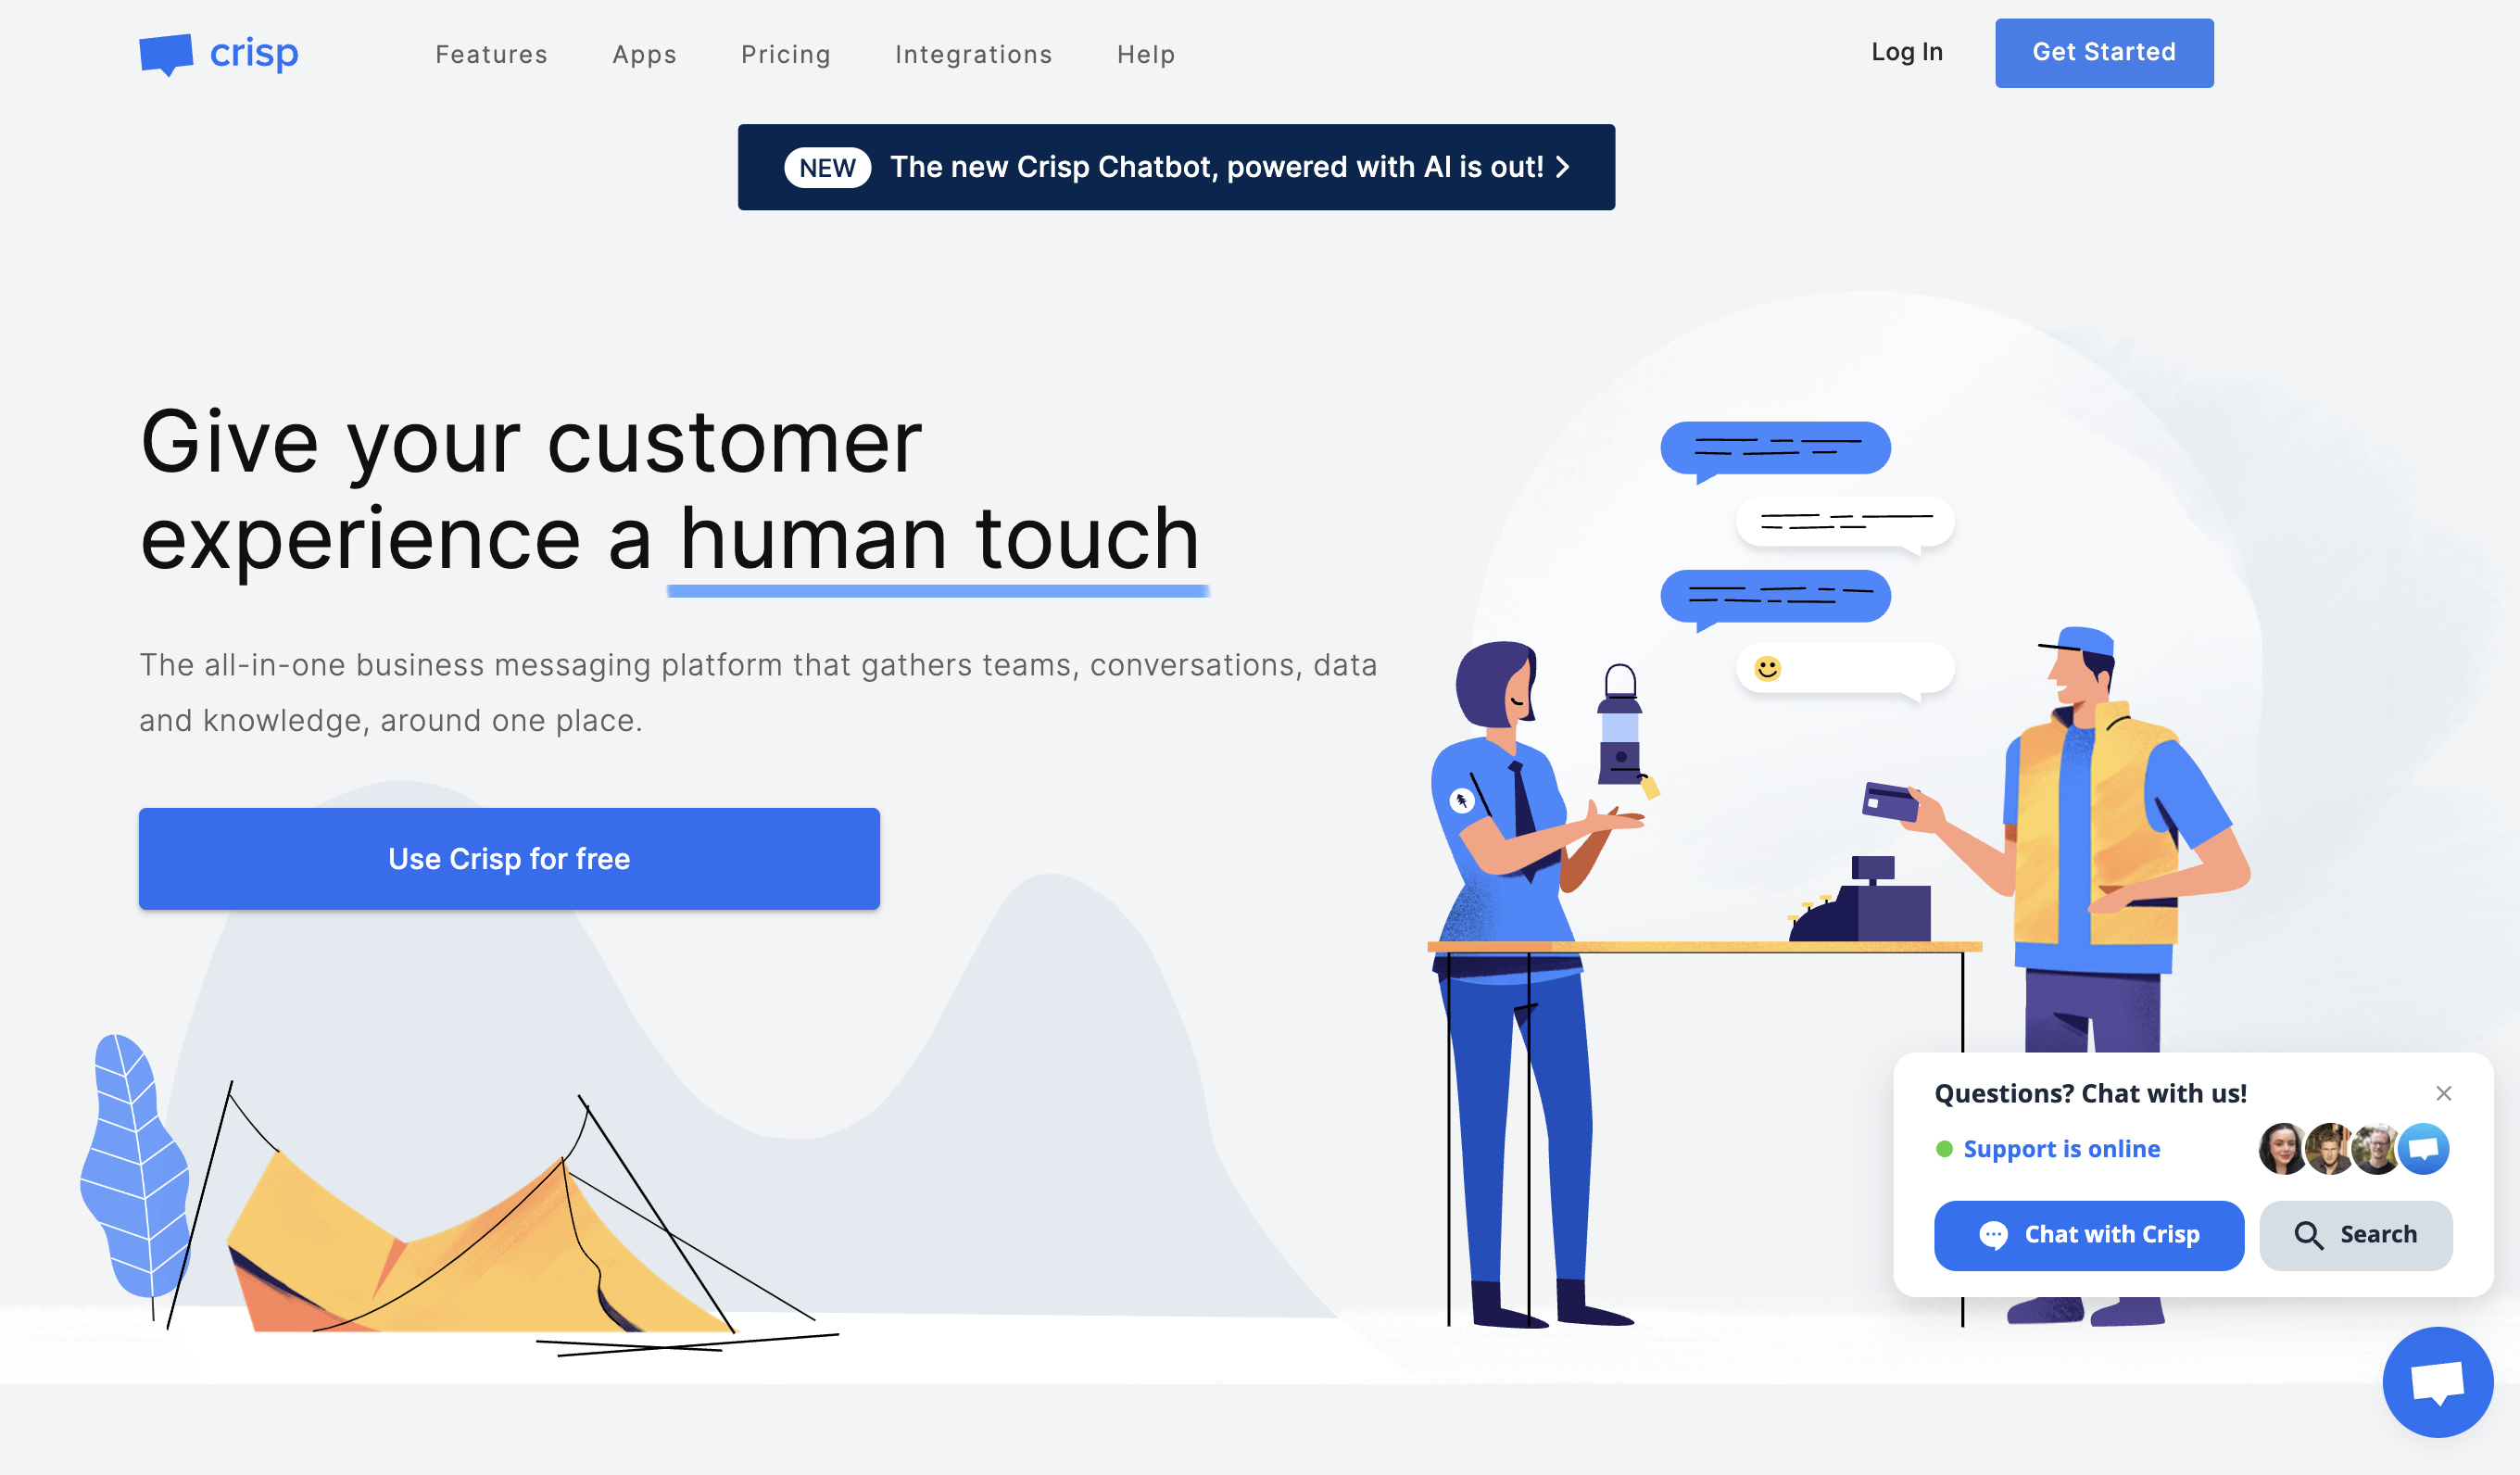 crisp
Features
Apps
Pricing
Integrations
Help
Log In
Get Started
NEW The new Crisp Chatbot, powered with AI is out!
Give your customer
experience a human touch
The all-in-one business messaging platform that gathers teams, conversations, data
and knowledge, around one place.
Use Crisp for free
Questions? Chat with us!
Support is online
Chat with Crisp
Search